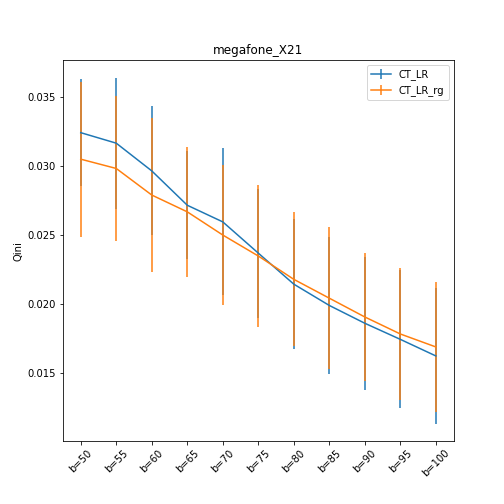 megafone_X21
CT_LR
CT_LR_rg
0.035
0.030
0.025
0.020
0.015
Qini
b=50
b=55
b=60
b=65
b=70
b=75
b=80
b=85
b=90
b=95
b=100